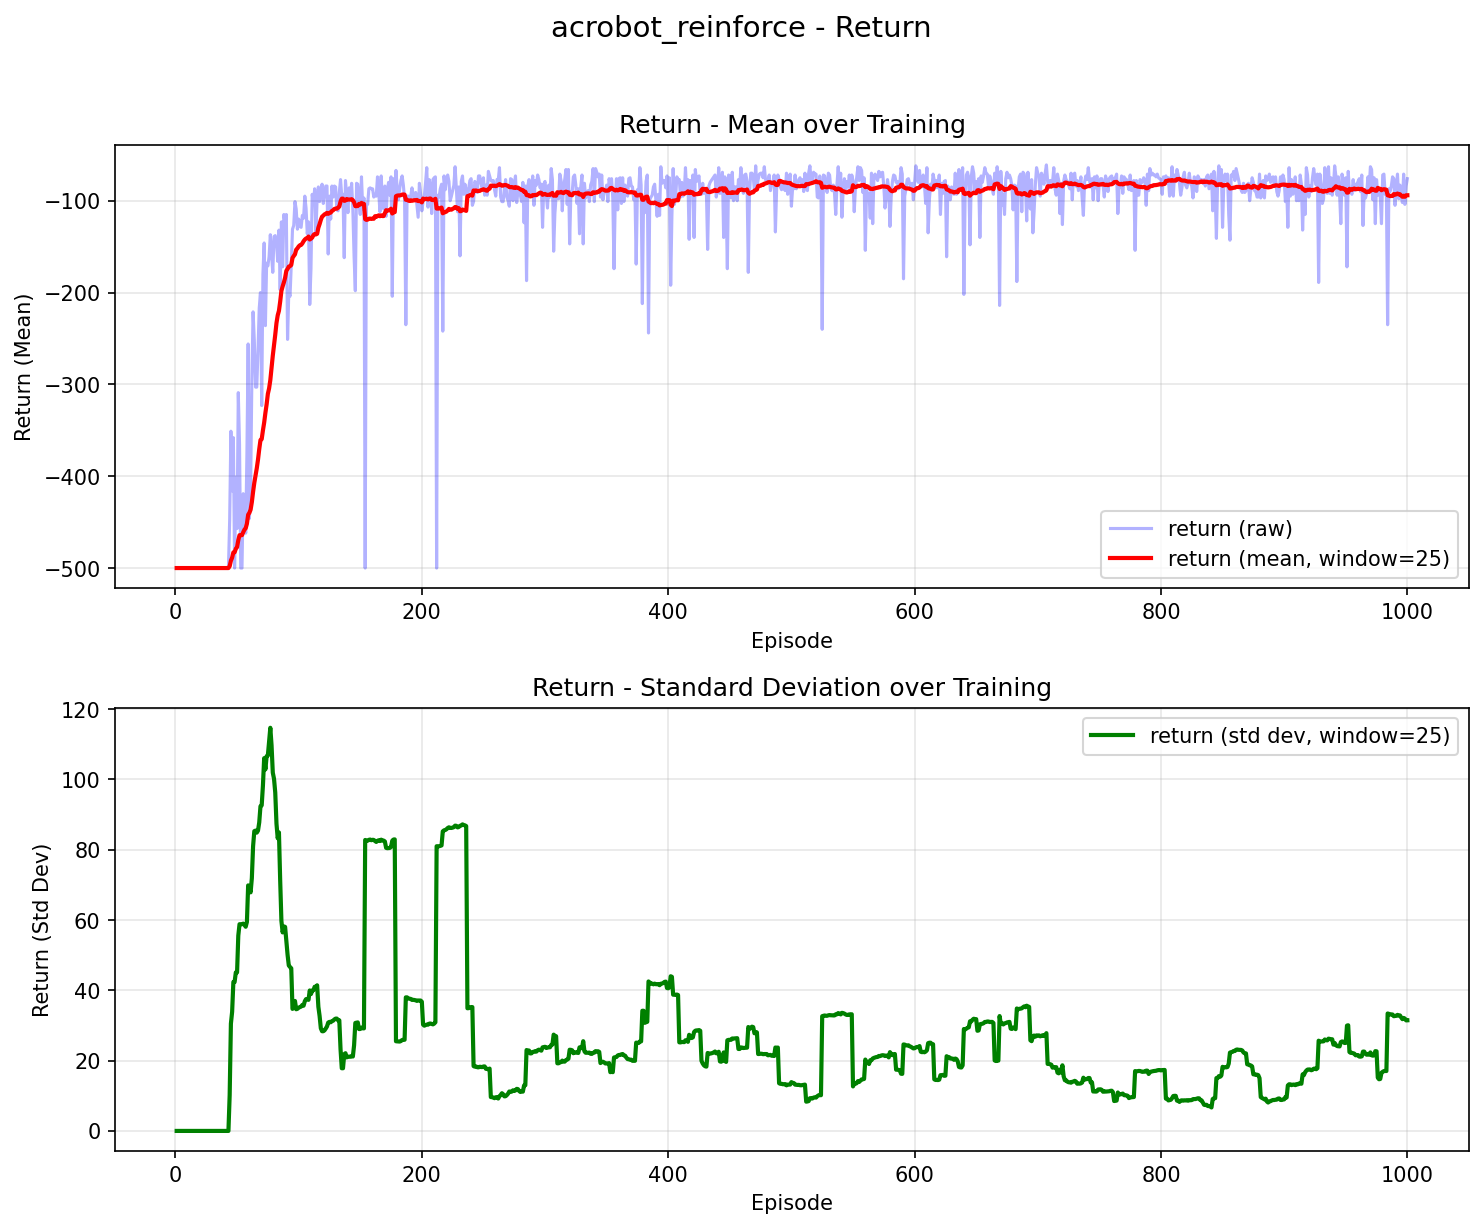 acrobot_reinforce - Return
Return - Mean over Training
Return (Mean)
−100
−200
−300
−400
−500
return (raw)
return (mean, window=25)
0
200
400
600
800
1000
Episode
Return - Standard Deviation over Training
Return (Std Dev)
120
100
80
60
40
20
0
return (std dev, window=25)
0
200
400
600
800
1000
Episode